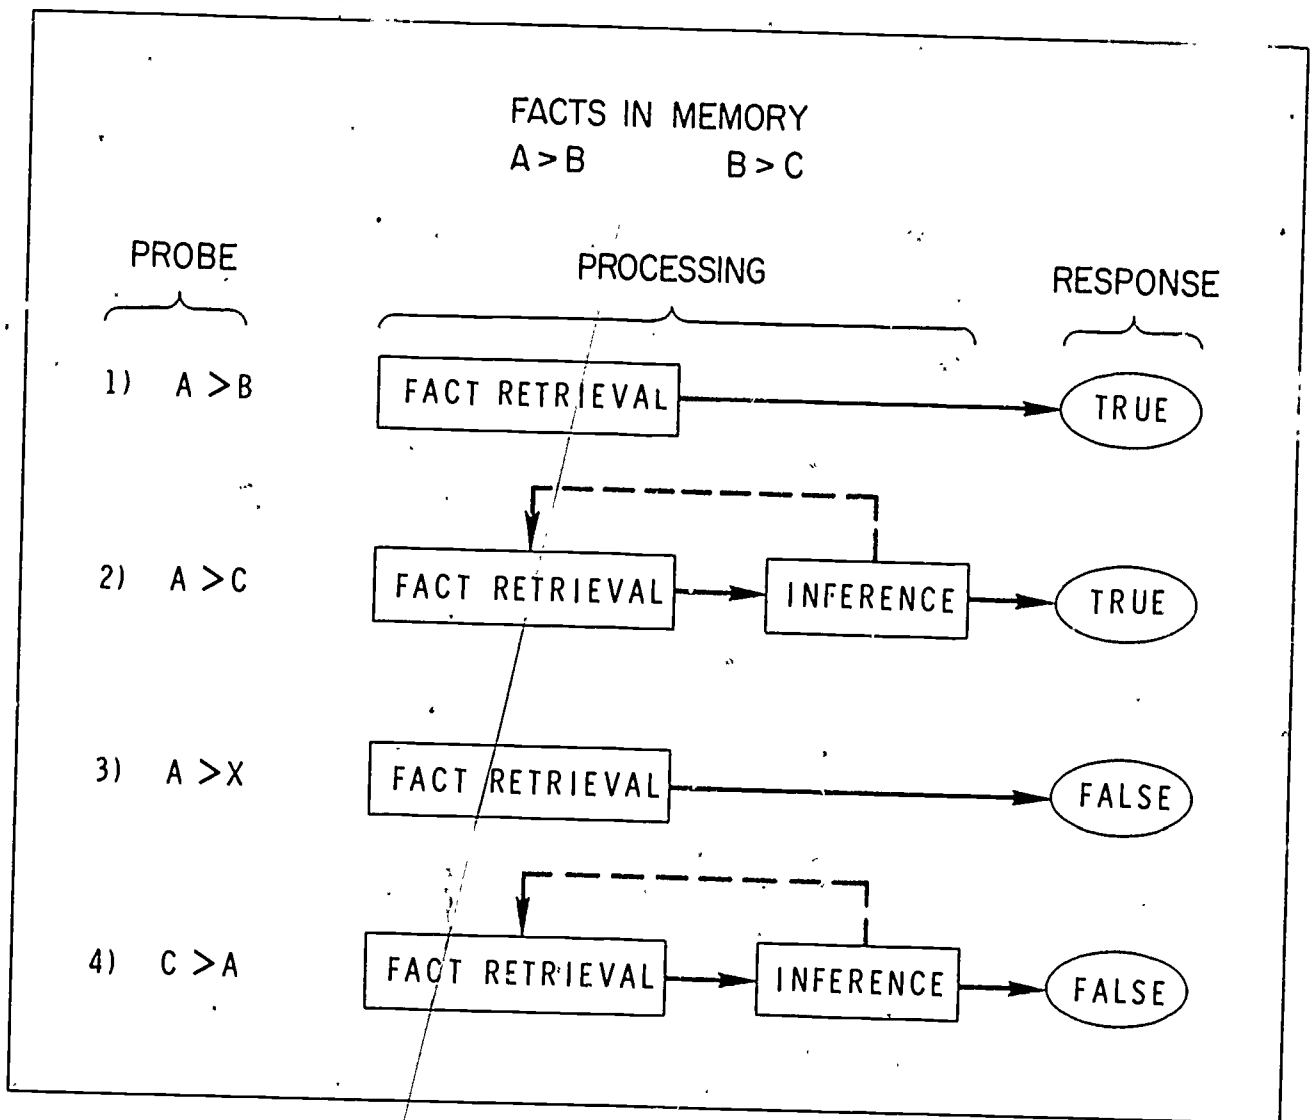 FACTS IN MEMORY
A > B B > C
PROBE PROCESSING RESPONSE
1) A > B FACT RETRIEVAL TRUE
2) A > C FACT RETRIEVAL INFERENCE TRUE
3) A > X FACT RETRIEVAL FALSE
4) C > A FACT RETRIEVAL INFERENCE FALSE